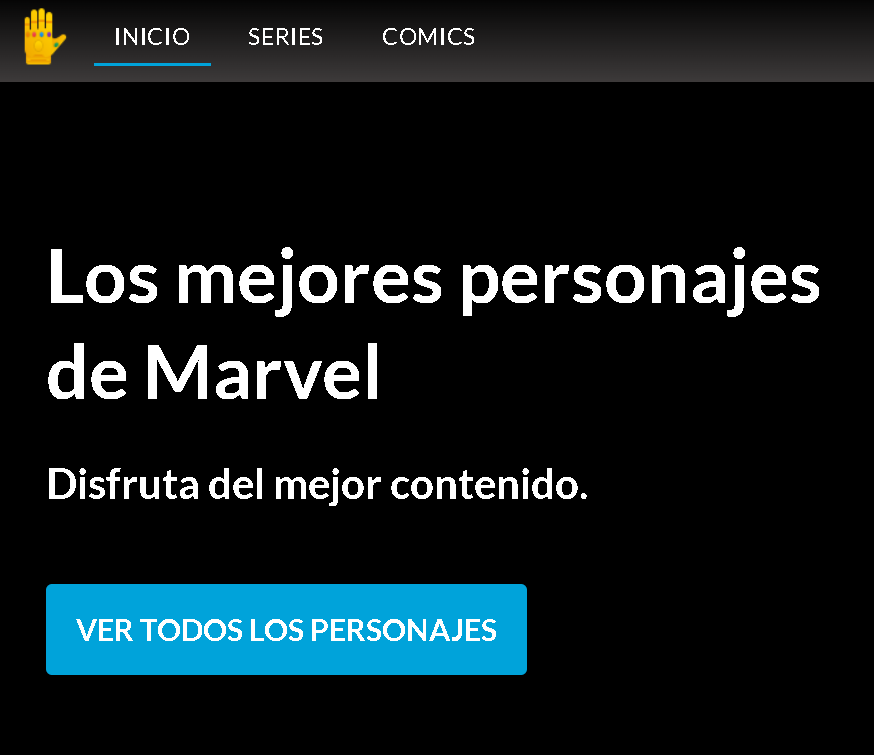 INICIO SERIES COMICS
Los mejores personajes
de Marvel
Disfruta del mejor contenido.
VER TODOS LOS PERSONAJES